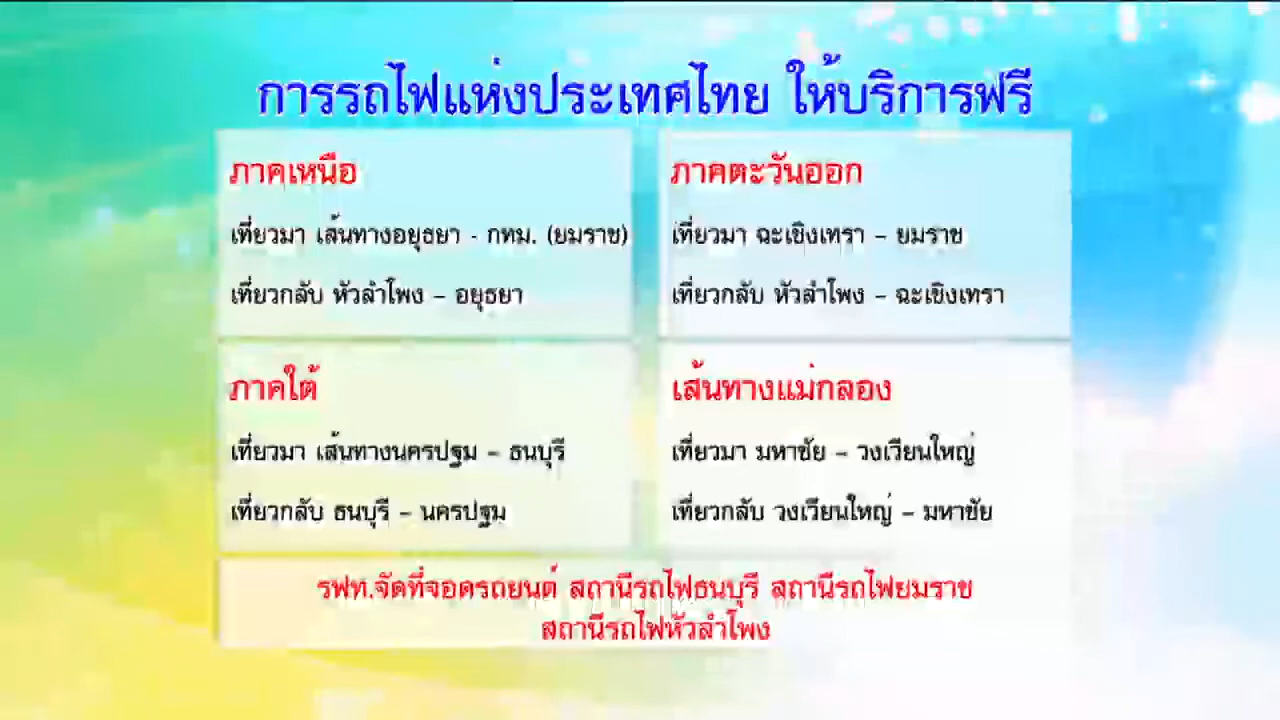 การรถไฟแห่งประเทศไทย ให้บริการฟรี
ภาคเหนือ
เที่ยวมา เส้นทางอยุธยา - กทม. (ยมราช)
เที่ยวกลับ หัวลำโพง – อยุธยา
ภาคตะวันออก
เที่ยวมา ฉะเชิงเทรา – ยมราช
เที่ยวกลับ หัวลำโพง – ฉะเชิงเทรา
ภาคใต้
เที่ยวมา เส้นทางนครปฐม – ธนบุรี
เที่ยวกลับ ธนบุรี – นครปฐม
เส้นทางแม่กลอง
เที่ยวมา มหาชัย – วงเวียนใหญ่
เที่ยวกลับ วงเวียนใหญ่ – มหาชัย
รฟท.จัดที่จอดรถยนต์ สถานีรถไฟธนบุรี สถานีรถไฟยมราช
สถานีรถไฟหัวลำโพง